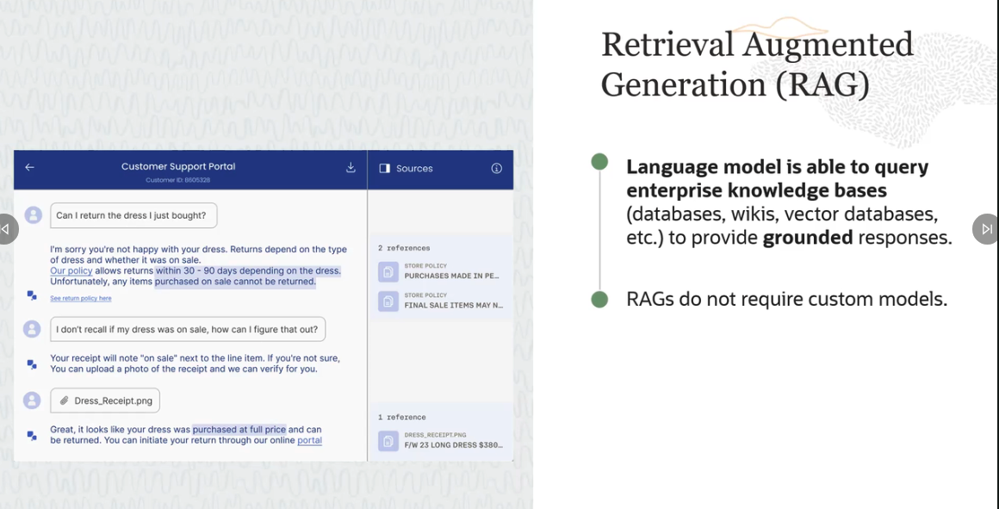 Retrieval Augmented
Generation (RAG)
Language model is able to query
enterprise knowledge bases
(databases, wikis, vector databases,
etc.) to provide grounded responses.
RAGs do not require custom models.
Customer Support Portal
Customer ID: 8605328
Sources
Can I return the dress I just bought?
I'm sorry you're not happy with your dress. Returns depend on the type
of dress and whether it was on sale.
Our policy allows returns within 30 - 90 days depending on the dress.
Unfortunately, any items purchased on sale cannot be returned.
See return policy here
2 references
STORE POLICY
PURCHASES MADE IN PE...
STORE POLICY
FINAL SALE ITEMS MAY N...
I don't recall if my dress was on sale, how can I figure that out?
Your receipt will note "on sale" next to the line item. If you're not sure,
You can upload a photo of the receipt and we can verify for you.
Dress_Receipt.png
Great, it looks like your dress was purchased at full price and can
be returned. You can initiate your return through our online portal
1 reference
DRESS_RECEIPT.PNG
F/W 23 LONG DRESS $380...